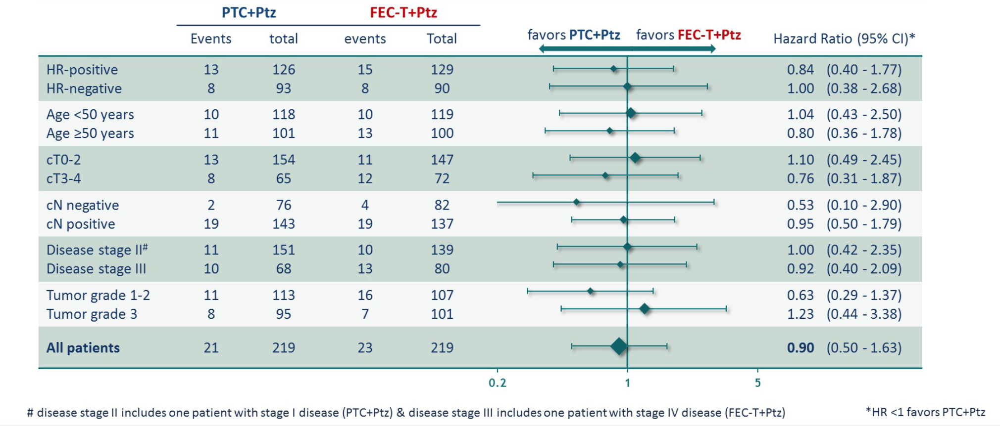 PTC+Ptz FEC-T+Ptz
Events total events Total favors PTC+Ptz favors FEC-T+Ptz Hazard Ratio (95% CI)*
HR-positive 13 126 15 129 0.84 (0.40 - 1.77)
HR-negative 8 93 8 90 1.00 (0.38 - 2.68)
Age <50 years 10 118 10 119 1.04 (0.43 - 2.50)
Age ≥50 years 11 101 13 100 0.80 (0.36 - 1.78)
cT0-2 13 154 11 147 1.10 (0.49 - 2.45)
cT3-4 8 65 12 72 0.76 (0.31 - 1.87)
cN negative 2 76 4 82 0.53 (0.10 - 2.90)
cN positive 19 143 19 137 0.95 (0.50 - 1.79)
Disease stage II# 11 151 10 139 1.00 (0.42 - 2.35)
Disease stage III 10 68 13 80 0.92 (0.40 - 2.09)
Tumor grade 1-2 11 113 16 107 0.63 (0.29 - 1.37)
Tumor grade 3 8 95 7 101 1.23 (0.44 - 3.38)
All patients 21 219 23 219 0.90 (0.50 - 1.63)
0.2 1 5
# disease stage II includes one patient with stage I disease (PTC+Ptz) & disease stage III includes one patient with stage IV disease (FEC-T+Ptz) *HR <1 favors PTC+Ptz